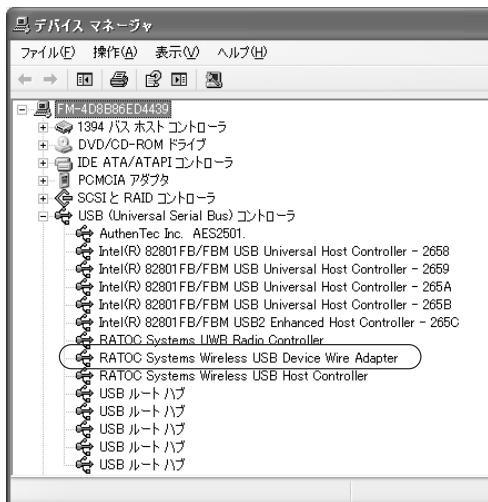 デバイス マネージャ
ファイル(F) 操作(A) 表示(V) ヘルプ(H)
FM-4D8B86ED4439
1394 バス ホスト コントローラ
DVD/CD-ROM ドライブ
IDE ATA/ATAPI コントローラ
PCMCIA アダプタ
SCSI と RAID コントローラ
USB (Universal Serial Bus) コントローラ
AuthenTec Inc. AES2501.
Intel(R) 82801FB/FBM USB Universal Host Controller - 2658
Intel(R) 82801FB/FBM USB Universal Host Controller - 2659
Intel(R) 82801FB/FBM USB Universal Host Controller - 265A
Intel(R) 82801FB/FBM USB Universal Host Controller - 265B
Intel(R) 82801FB/FBM USB2 Enhanced Host Controller - 265C
RATOC Systems UWB Radio Controller
RATOC Systems Wireless USB Device Wire Adapter
RATOC Systems Wireless USB Host Controller
USB ルート ハブ
USB ルート ハブ
USB ルート ハブ
USB ルート ハブ
USB ルート ハブ